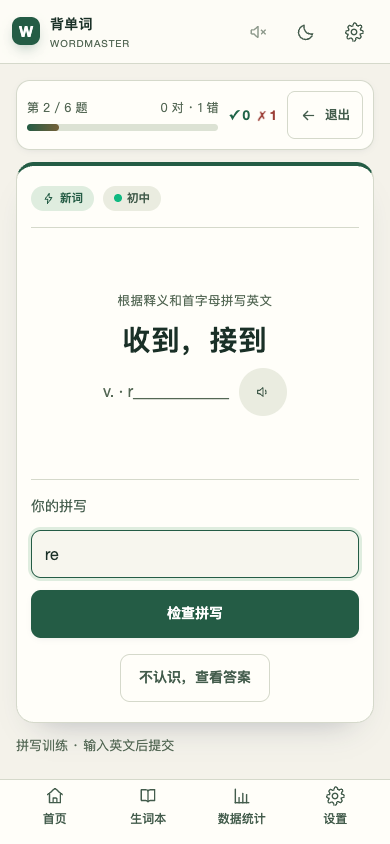 W 背单词
WORDMASTER
第 2 / 6 题 0 对 · 1 错 ✓0 ✗1 ← 退出
新词 初中
根据释义和首字母拼写英文
收到，接到
v. · r____________
你的拼写
re
检查拼写
不认识，查看答案
拼写训练 · 输入英文后提交
首页 生词本 数据统计 设置